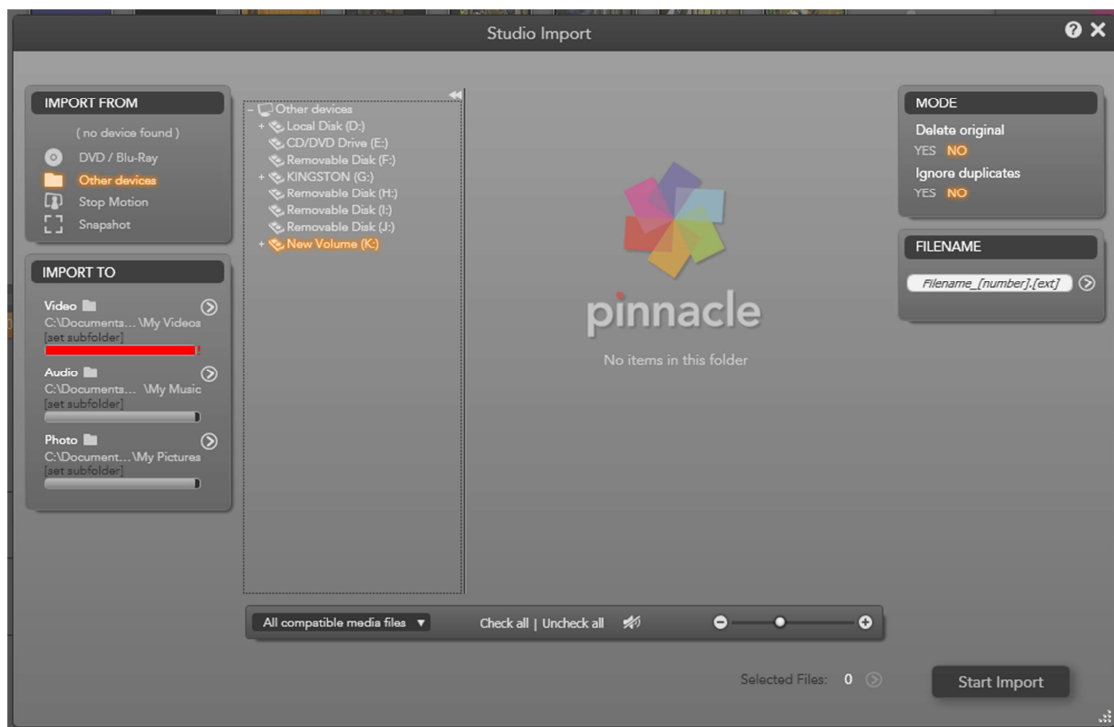 Studio Import
IMPORT FROM
( no device found )
DVD / Blu-Ray
Other devices
Stop Motion
Snapshot
IMPORT TO
Video
C:\Documents... \My Videos
[set subfolder]
Audio
C:\Documents... \My Music
[set subfolder]
Photo
C:\Document...\My Pictures
[set subfolder]
Other devices
Local Disk (D:)
CD/DVD Drive (E:)
Removable Disk (F:)
KINGSTON (G:)
Removable Disk (H:)
Removable Disk (I:)
Removable Disk (J:)
New Volume (K:)
pinnacle
No items in this folder
MODE
Delete original
YES NO
Ignore duplicates
YES NO
FILENAME
Filename_[number].[ext]
All compatible media files
Check all | Uncheck all
Selected Files: 0
Start Import